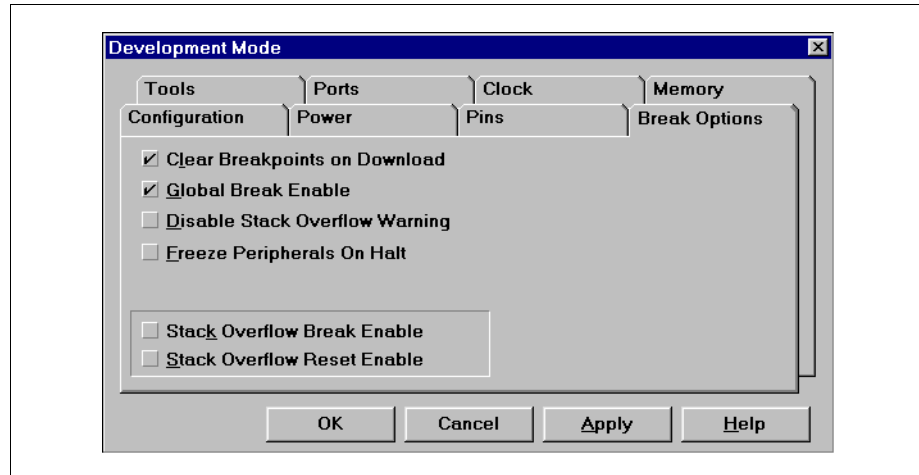 Development Mode
Tools Ports Clock Memory
Configuration Power Pins Break Options
Clear Breakpoints on Download
Global Break Enable
Disable Stack Overflow Warning
Freeze Peripherals On Halt
Stack Overflow Break Enable
Stack Overflow Reset Enable
OK Cancel Apply Help